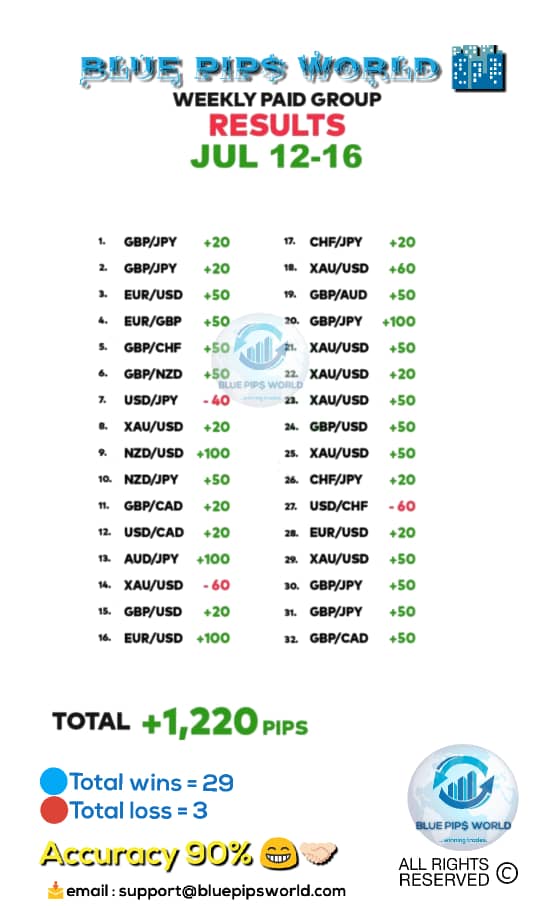 BLUE PIP$ WORLD
WEEKLY PAID GROUP
RESULTS
JUL 12-16
1. GBP/JPY +20
2. GBP/JPY +20
3. EUR/USD +50
4. EUR/GBP +50
5. GBP/CHF +50
6. GBP/NZD +50
7. USD/JPY - 40
8. XAU/USD +20
9. NZD/USD +100
10. NZD/JPY +50
11. GBP/CAD +20
12. USD/CAD +20
13. AUD/JPY +100
14. XAU/USD - 60
15. GBP/USD +20
16. EUR/USD +100
17. CHF/JPY +20
18. XAU/USD +60
19. GBP/AUD +50
20. GBP/JPY +100
21. XAU/USD +50
22. XAU/USD +20
23. XAU/USD +50
24. GBP/USD +50
25. XAU/USD +50
26. CHF/JPY +20
27. USD/CHF - 60
28. EUR/USD +20
29. XAU/USD +50
30. GBP/JPY +50
31. GBP/JPY +50
32. GBP/CAD +50
BLUE PIP$ WORLD
...winning trades.
TOTAL +1,220 PIPS
Total wins = 29
Total loss = 3
Accuracy 90% 😁🤝🏻
📥 email : support@bluepipsworld.com
BLUE PIP$ WORLD
...winning trades.
ALL RIGHTS
RESERVED ©